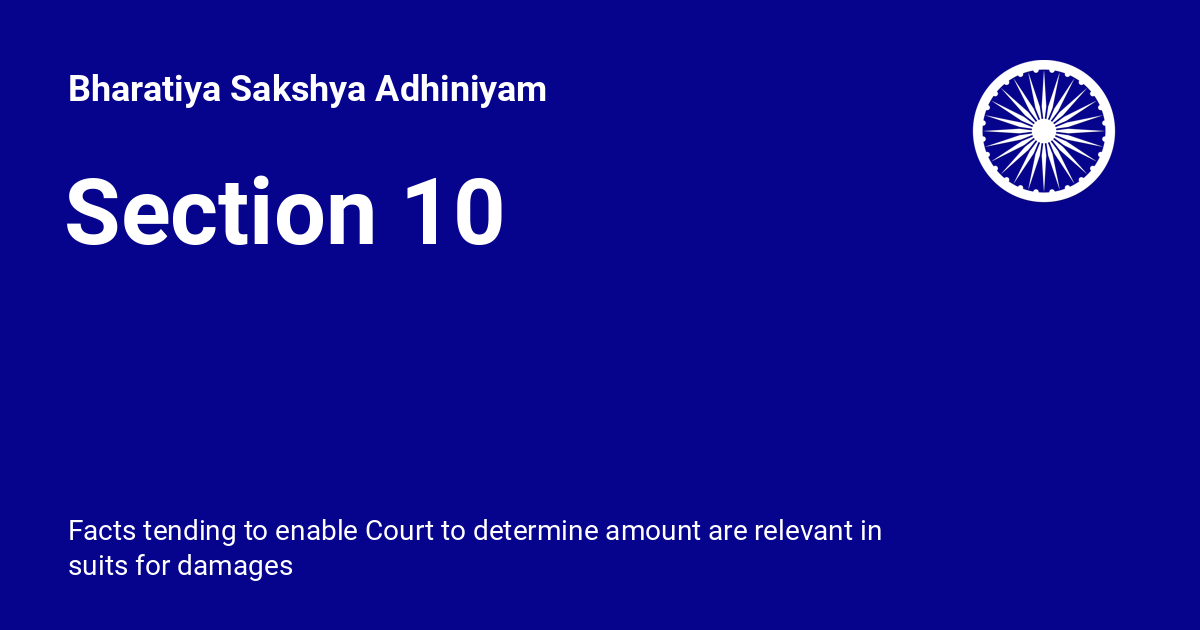 Bharatiya Sakshya Adhiniyam
Section 10
Facts tending to enable Court to determine amount are relevant in
suits for damages